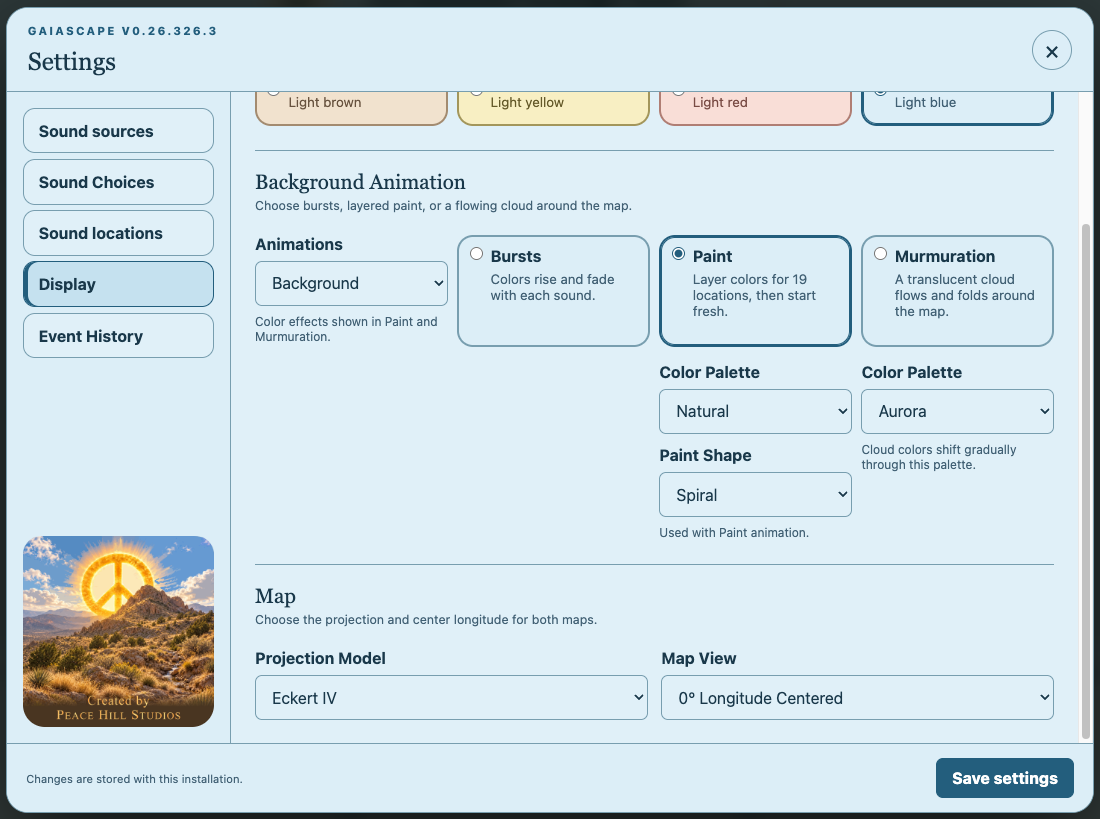 GAIASCAPE V0.26.326.3
Settings
×
Sound sources
Sound Choices
Sound locations
Display
Event History
Created by
PEACE HILL STUDIOS
Light brown
Light yellow
Light red
Light blue
Background Animation
Choose bursts, layered paint, or a flowing cloud around the map.
Animations
Background
Color effects shown in Paint and
Murmuration.
Bursts
Colors rise and fade
with each sound.
Paint
Layer colors for 19
locations, then start
fresh.
Murmuration
A translucent cloud
flows and folds around
the map.
Color Palette
Natural
Paint Shape
Spiral
Used with Paint animation.
Color Palette
Aurora
Cloud colors shift gradually
through this palette.
Map
Choose the projection and center longitude for both maps.
Projection Model
Eckert IV
Map View
0° Longitude Centered
Changes are stored with this installation.
Save settings